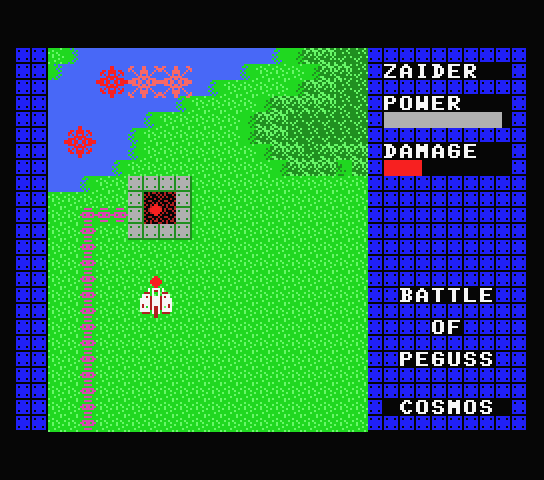 ZAIDER
POWER
DAMAGE
BATTLE
OF
PEGUSS
COSMOS